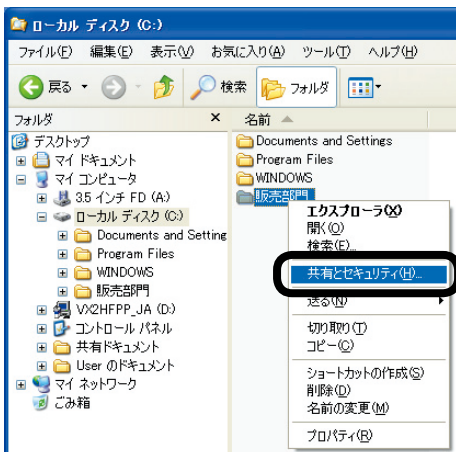 ローカル ディスク (C:)
ファイル(F) 編集(E) 表示(V) お気に入り(A) ツール(T) ヘルプ(H)
戻る 検索 フォルダ
フォルダ × 名前
デスクトップ
マイ ドキュメント
マイ コンピュータ
3.5 インチ FD (A:)
ローカル ディスク (C:)
Documents and Setting
Program Files
WINDOWS
販売部門
VX2HFPP_JA (D:)
コントロール パネル
共有ドキュメント
User のドキュメント
マイ ネットワーク
ごみ箱
Documents and Settings
Program Files
WINDOWS
販売部門
エクスプローラ(X)
開く(O)
検索(E)...
共有とセキュリティ(H)...
送る(N)
切り取り(T)
コピー(C)
ショートカットの作成(S)
削除(D)
名前の変更(M)
プロパティ(R)